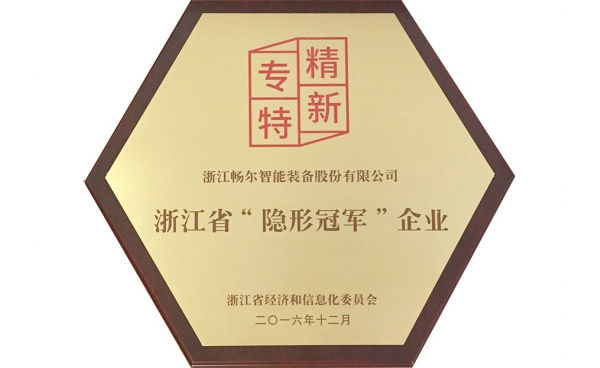 专精
特新
浙江畅尔智能装备股份有限公司
浙江省“隐形冠军”企业
浙江省经济和信息化委员会
二〇一六年十二月